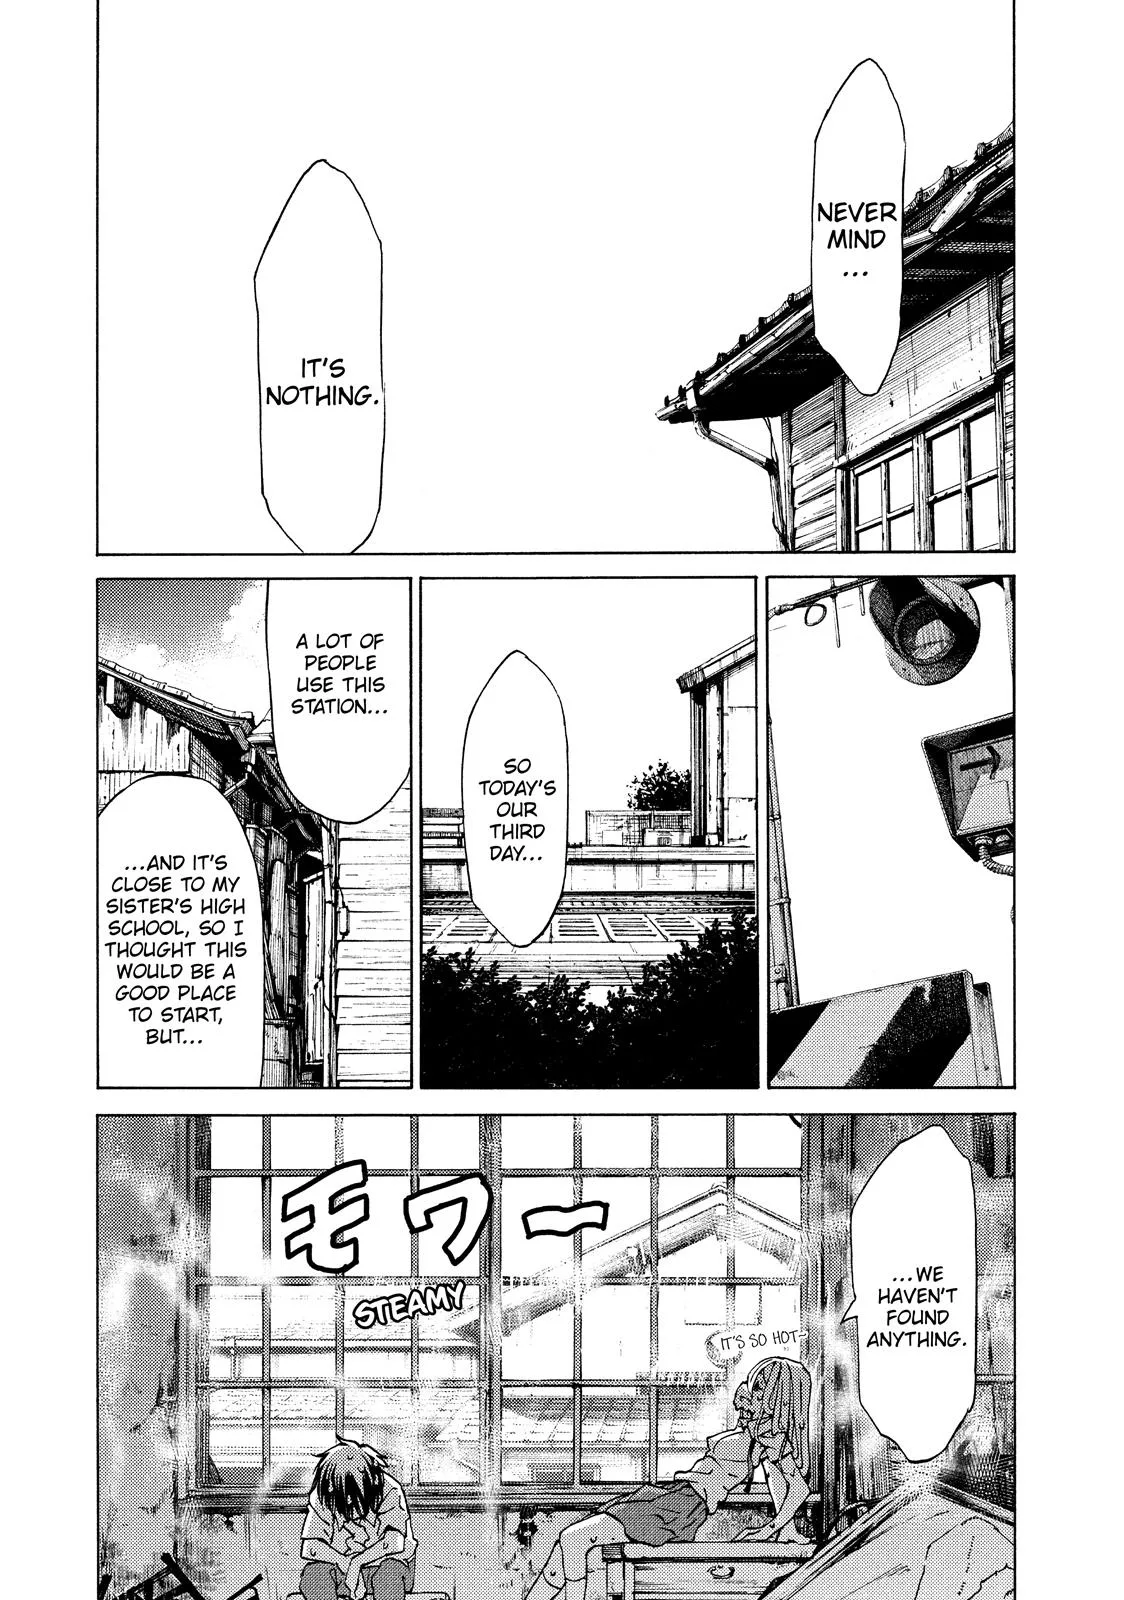 NEVER
MIND
...
IT'S
NOTHING.
SO
TODAY'S
OUR
THIRD
DAY...
A LOT OF
PEOPLE
USE THIS
STATION...
...AND IT'S
CLOSE TO MY
SISTER'S HIGH
SCHOOL, SO I
THOUGHT THIS
WOULD BE A
GOOD PLACE
TO START,
BUT...
...WE
HAVEN'T
FOUND
ANYTHING.
モワー
STEAMY
IT'S SO HOT~